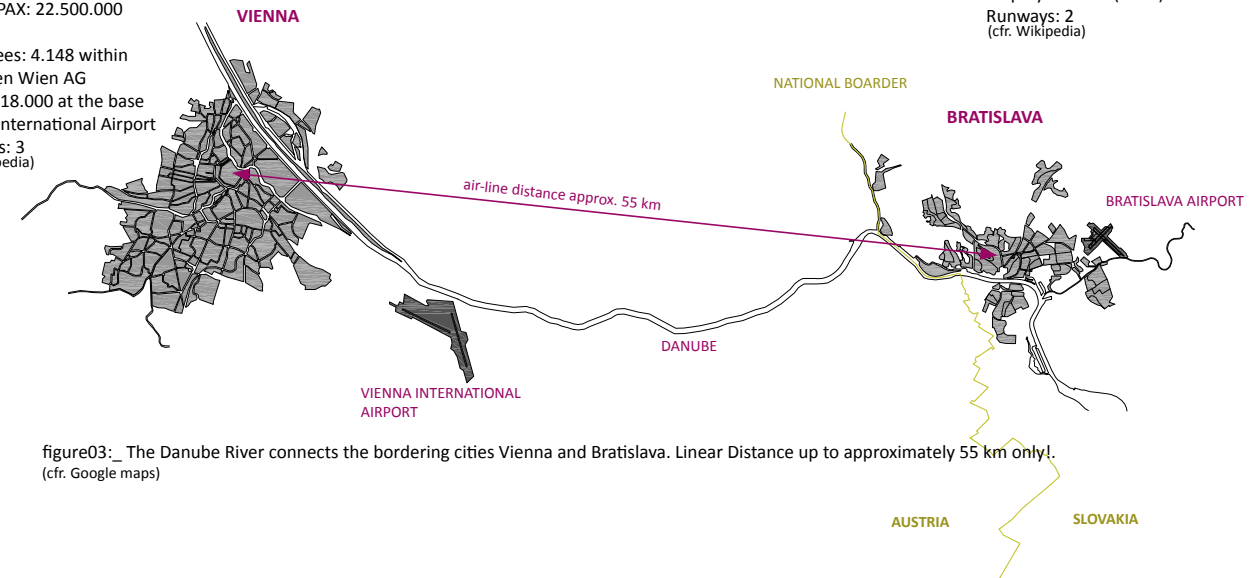 PAX: 22.500.000
ees: 4.148 within
en Wien AG
18.000 at the base
nternational Airport
s: 3
pedia)
Runways: 2
(cfr. Wikipedia)
VIENNA
NATIONAL BOARDER
BRATISLAVA
air-line distance approx. 55 km
BRATISLAVA AIRPORT
DANUBE
VIENNA INTERNATIONAL
AIRPORT
figure03:_ The Danube River connects the bordering cities Vienna and Bratislava. Linear Distance up to approximately 55 km only!.
(cfr. Google maps)
AUSTRIA
SLOVAKIA